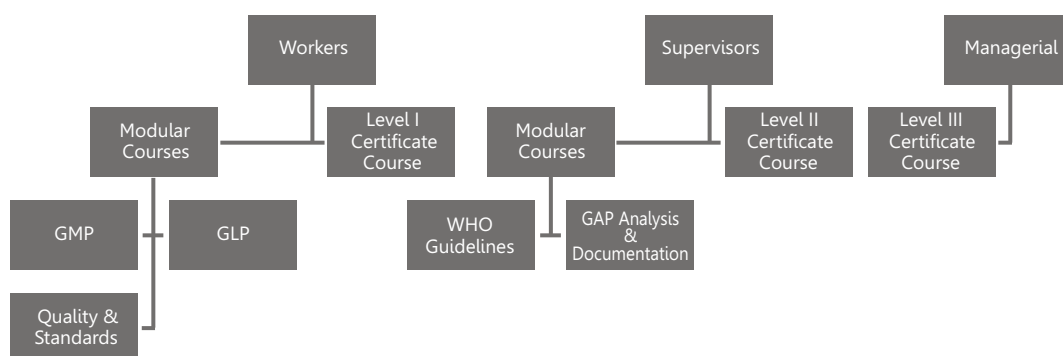 Workers
Supervisors
Managerial
Modular
Courses
Level I
Certificate
Course
Modular
Courses
Level II
Certificate
Course
Level III
Certificate
Course
GMP
GLP
WHO
Guidelines
GAP Analysis
&
Documentation
Quality &
Standards